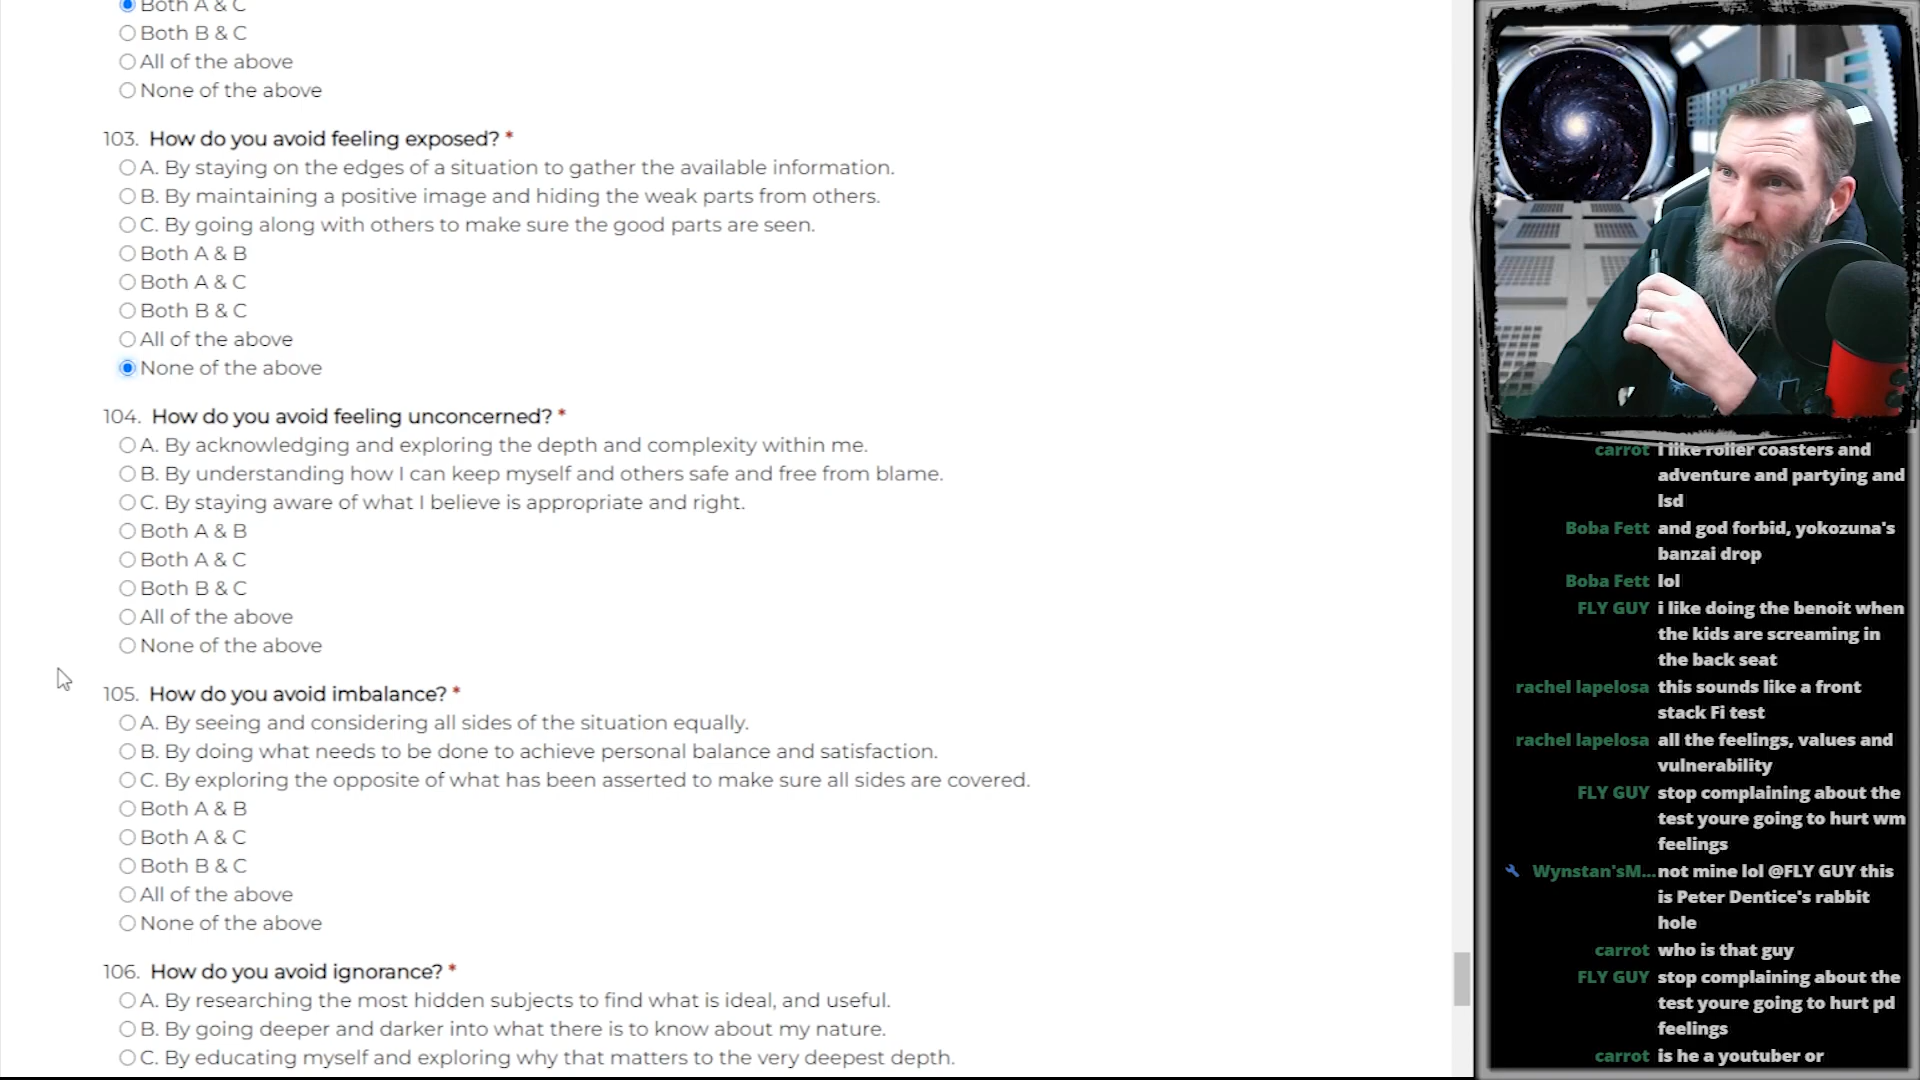 Both A & C
Both B & C
All of the above
None of the above
103. How do you avoid feeling exposed? *
A. By staying on the edges of a situation to gather the available information.
B. By maintaining a positive image and hiding the weak parts from others.
C. By going along with others to make sure the good parts are seen.
Both A & B
Both A & C
Both B & C
All of the above
None of the above
104. How do you avoid feeling unconcerned? *
A. By acknowledging and exploring the depth and complexity within me.
B. By understanding how I can keep myself and others safe and free from blame.
C. By staying aware of what I believe is appropriate and right.
Both A & B
Both A & C
Both B & C
All of the above
None of the above
105. How do you avoid imbalance? *
A. By seeing and considering all sides of the situation equally.
B. By doing what needs to be done to achieve personal balance and satisfaction.
C. By exploring the opposite of what has been asserted to make sure all sides are covered.
Both A & B
Both A & C
Both B & C
All of the above
None of the above
106. How do you avoid ignorance? *
A. By researching the most hidden subjects to find what is ideal, and useful.
B. By going deeper and darker into what there is to know about my nature.
C. By educating myself and exploring why that matters to the very deepest depth.
carrot i like roller coasters and
adventure and partying and
lsd
Boba Fett and god forbid, yokozuna's
banzai drop
Boba Fett lol
FLY GUY i like doing the benoit when
the kids are screaming in
the back seat
rachel lapelosa this sounds like a front
stack Fi test
rachel lapelosa all the feelings, values and
vulnerability
FLY GUY stop complaining about the
test youre going to hurt wm
feelings
Wynstan'sM... not mine lol @FLY GUY this
is Peter Dentice's rabbit
hole
carrot who is that guy
FLY GUY stop complaining about the
test youre going to hurt pd
feelings
carrot is he a youtuber or